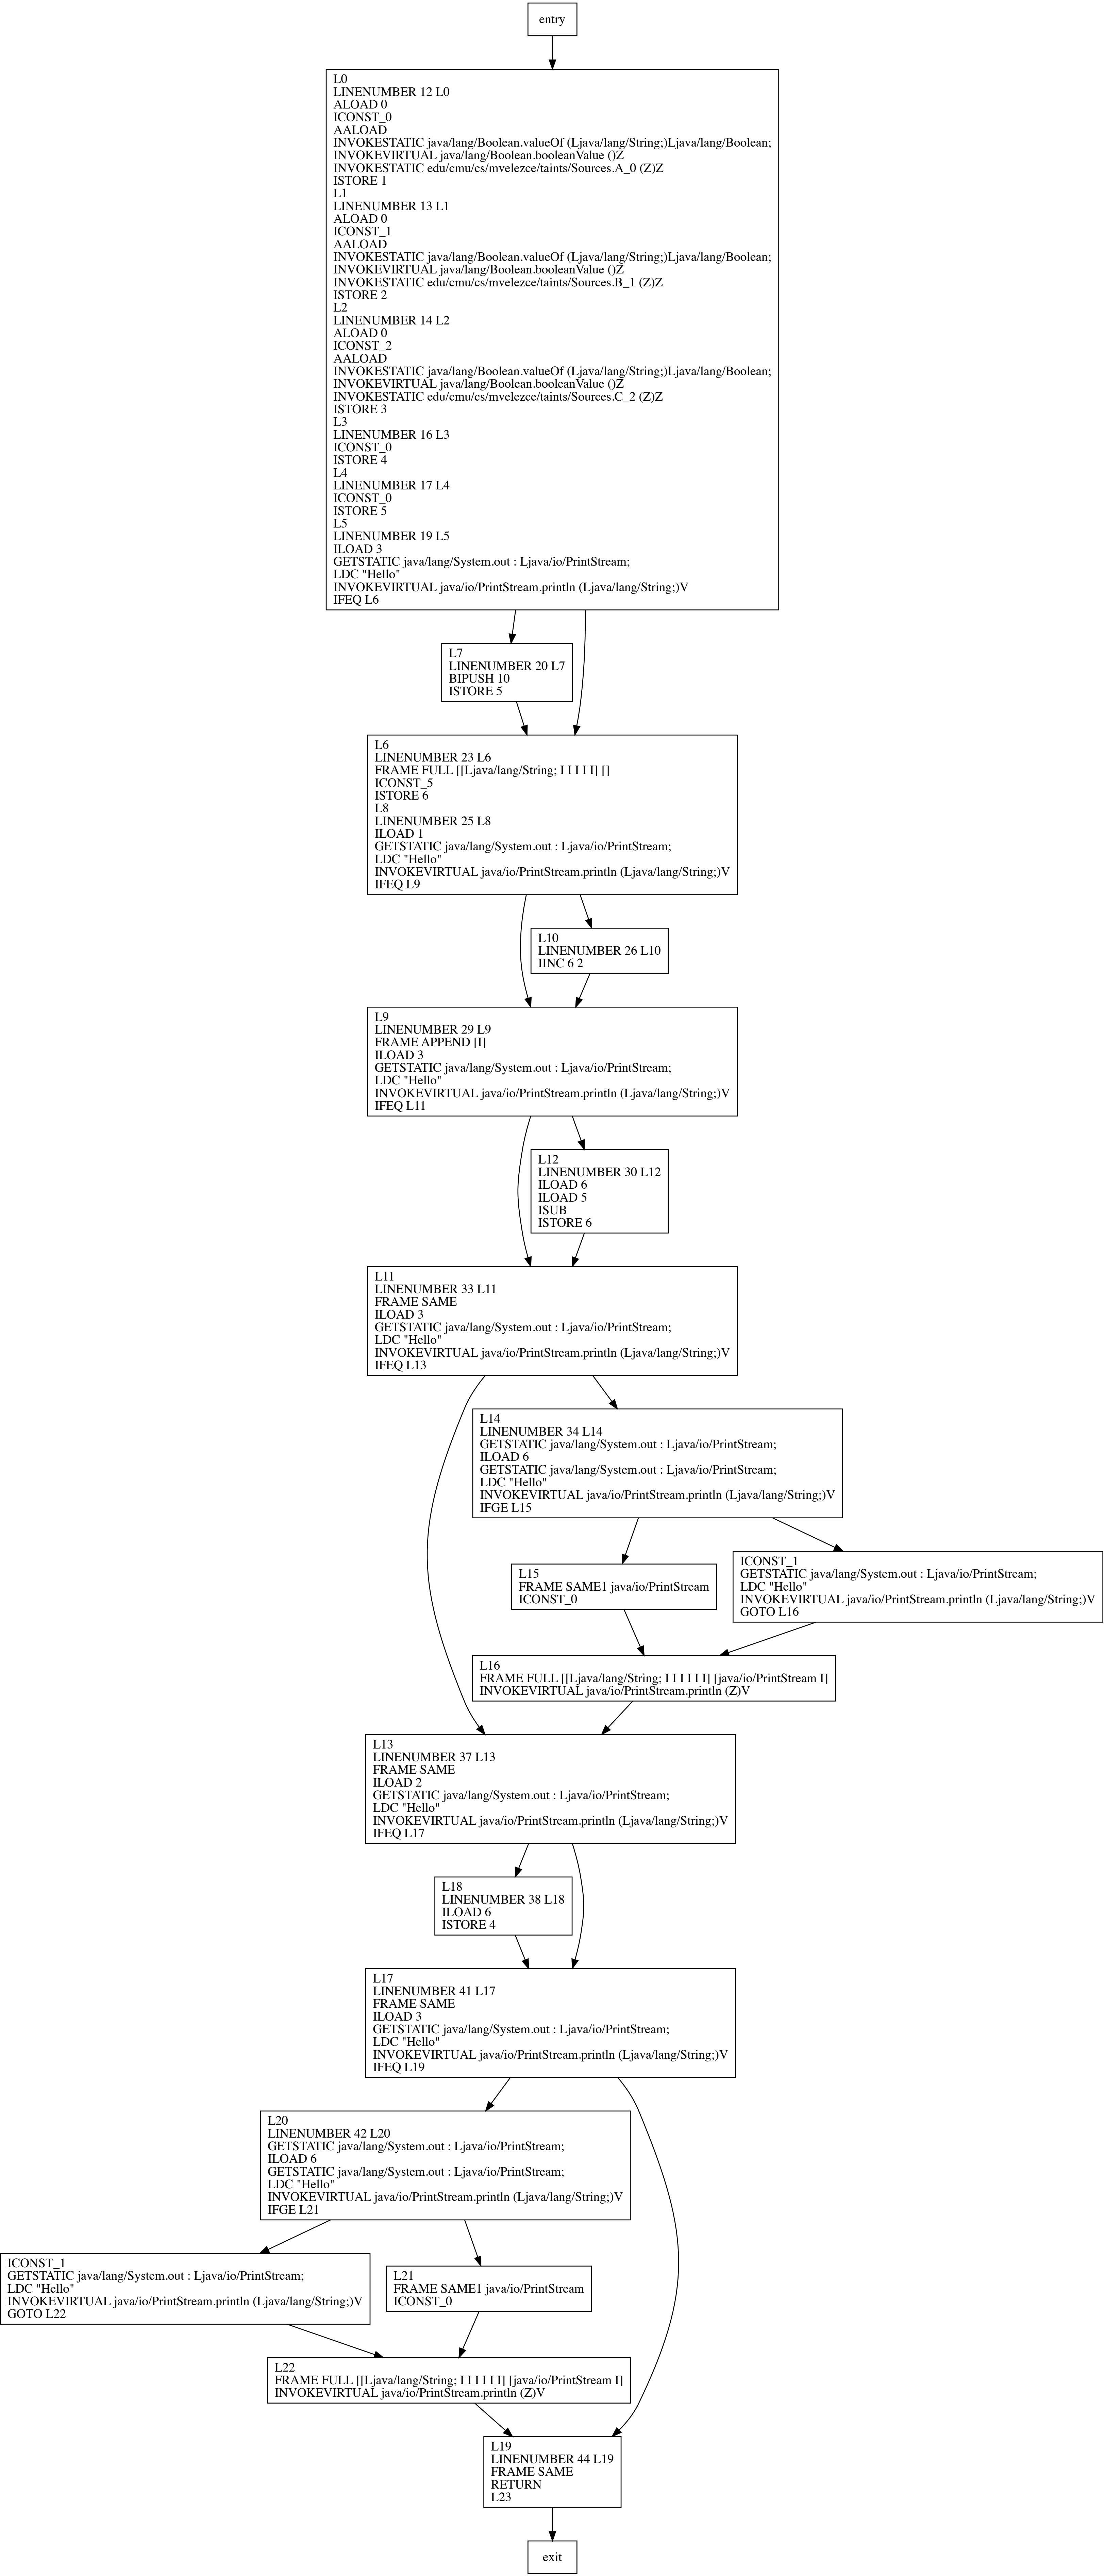 entry
L0
LINENUMBER 12 L0
ALOAD 0
ICONST_0
AALOAD
INVOKESTATIC java/lang/Boolean.valueOf (Ljava/lang/String;)Ljava/lang/Boolean;
INVOKEVIRTUAL java/lang/Boolean.booleanValue ()Z
INVOKESTATIC edu/cmu/cs/mvelezce/taints/Sources.A_0 (Z)Z
ISTORE 1
L1
LINENUMBER 13 L1
ALOAD 0
ICONST_1
AALOAD
INVOKESTATIC java/lang/Boolean.valueOf (Ljava/lang/String;)Ljava/lang/Boolean;
INVOKEVIRTUAL java/lang/Boolean.booleanValue ()Z
INVOKESTATIC edu/cmu/cs/mvelezce/taints/Sources.B_1 (Z)Z
ISTORE 2
L2
LINENUMBER 14 L2
ALOAD 0
ICONST_2
AALOAD
INVOKESTATIC java/lang/Boolean.valueOf (Ljava/lang/String;)Ljava/lang/Boolean;
INVOKEVIRTUAL java/lang/Boolean.booleanValue ()Z
INVOKESTATIC edu/cmu/cs/mvelezce/taints/Sources.C_2 (Z)Z
ISTORE 3
L3
LINENUMBER 16 L3
ICONST_0
ISTORE 4
L4
LINENUMBER 17 L4
ICONST_0
ISTORE 5
L5
LINENUMBER 19 L5
ILOAD 3
GETSTATIC java/lang/System.out : Ljava/io/PrintStream;
LDC "Hello"
INVOKEVIRTUAL java/io/PrintStream.println (Ljava/lang/String;)V
IFEQ L6
L7
LINENUMBER 20 L7
BIPUSH 10
ISTORE 5
L6
LINENUMBER 23 L6
FRAME FULL [[Ljava/lang/String; I I I I I] []
ICONST_5
ISTORE 6
L8
LINENUMBER 25 L8
ILOAD 1
GETSTATIC java/lang/System.out : Ljava/io/PrintStream;
LDC "Hello"
INVOKEVIRTUAL java/io/PrintStream.println (Ljava/lang/String;)V
IFEQ L9
L10
LINENUMBER 26 L10
IINC 6 2
L9
LINENUMBER 29 L9
FRAME APPEND [I]
ILOAD 3
GETSTATIC java/lang/System.out : Ljava/io/PrintStream;
LDC "Hello"
INVOKEVIRTUAL java/io/PrintStream.println (Ljava/lang/String;)V
IFEQ L11
L12
LINENUMBER 30 L12
ILOAD 6
ILOAD 5
ISUB
ISTORE 6
L11
LINENUMBER 33 L11
FRAME SAME
ILOAD 3
GETSTATIC java/lang/System.out : Ljava/io/PrintStream;
LDC "Hello"
INVOKEVIRTUAL java/io/PrintStream.println (Ljava/lang/String;)V
IFEQ L13
L14
LINENUMBER 34 L14
GETSTATIC java/lang/System.out : Ljava/io/PrintStream;
ILOAD 6
GETSTATIC java/lang/System.out : Ljava/io/PrintStream;
LDC "Hello"
INVOKEVIRTUAL java/io/PrintStream.println (Ljava/lang/String;)V
IFGE L15
L15
FRAME SAME1 java/io/PrintStream
ICONST_0
ICONST_1
GETSTATIC java/lang/System.out : Ljava/io/PrintStream;
LDC "Hello"
INVOKEVIRTUAL java/io/PrintStream.println (Ljava/lang/String;)V
GOTO L16
L16
FRAME FULL [[Ljava/lang/String; I I I I I I] [java/io/PrintStream I]
INVOKEVIRTUAL java/io/PrintStream.println (Z)V
L13
LINENUMBER 37 L13
FRAME SAME
ILOAD 2
GETSTATIC java/lang/System.out : Ljava/io/PrintStream;
LDC "Hello"
INVOKEVIRTUAL java/io/PrintStream.println (Ljava/lang/String;)V
IFEQ L17
L18
LINENUMBER 38 L18
ILOAD 6
ISTORE 4
L17
LINENUMBER 41 L17
FRAME SAME
ILOAD 3
GETSTATIC java/lang/System.out : Ljava/io/PrintStream;
LDC "Hello"
INVOKEVIRTUAL java/io/PrintStream.println (Ljava/lang/String;)V
IFEQ L19
L20
LINENUMBER 42 L20
GETSTATIC java/lang/System.out : Ljava/io/PrintStream;
ILOAD 6
GETSTATIC java/lang/System.out : Ljava/io/PrintStream;
LDC "Hello"
INVOKEVIRTUAL java/io/PrintStream.println (Ljava/lang/String;)V
IFGE L21
ICONST_1
GETSTATIC java/lang/System.out : Ljava/io/PrintStream;
LDC "Hello"
INVOKEVIRTUAL java/io/PrintStream.println (Ljava/lang/String;)V
GOTO L22
L21
FRAME SAME1 java/io/PrintStream
ICONST_0
L22
FRAME FULL [[Ljava/lang/String; I I I I I I] [java/io/PrintStream I]
INVOKEVIRTUAL java/io/PrintStream.println (Z)V
L19
LINENUMBER 44 L19
FRAME SAME
RETURN
L23
exit